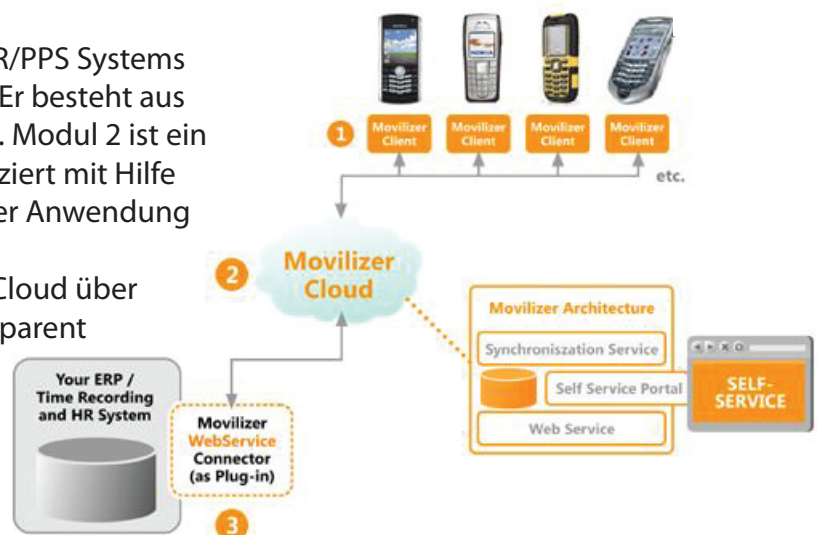 R/PPS Systems
Er besteht aus
. Modul 2 ist ein
ziert mit Hilfe
er Anwendung
Cloud über
parent
1
Movilizer
Client
Movilizer
Client
Movilizer
Client
Movilizer
Client
etc.
2
Movilizer
Cloud
Movilizer Architecture
Synchroniszation Service
Self Service Portal
Web Service
SELF-
SERVICE
Your ERP /
Time Recording
and HR System
Movilizer
WebService
Connector
(as Plug-in)
3